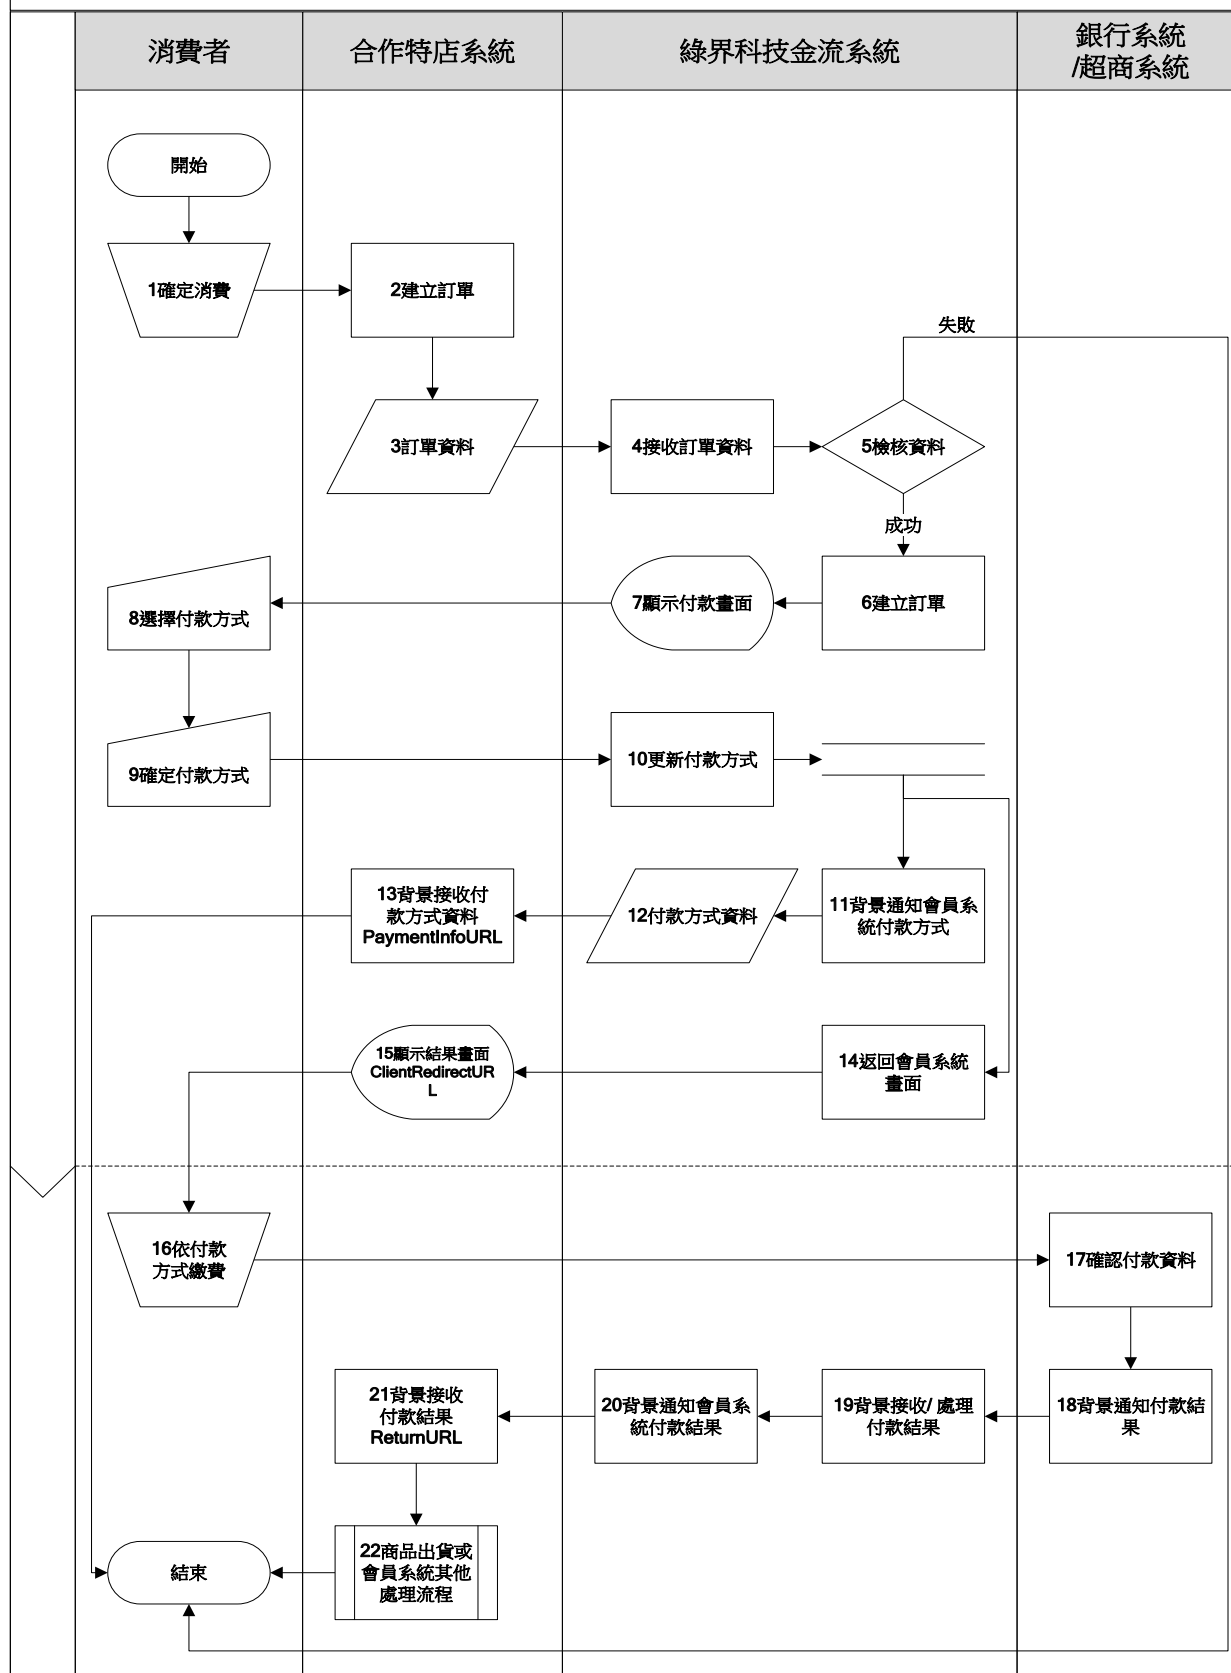 消費者
合作特店系統
綠界科技金流系統
銀行系統
/超商系統
開始
1確定消費
2建立訂單
失敗
3訂單資料
4接收訂單資料
5檢核資料
成功
8選擇付款方式
7顯示付款畫面
6建立訂單
9確定付款方式
10更新付款方式
13背景接收付
款方式資料
PaymentInfoURL
12付款方式資料
11背景通知會員系
統付款方式
15顯示結果畫面
ClientRedirectUR
L
14返回會員系統
畫面
16依付款
方式繳費
17確認付款資料
21背景接收
付款結果
ReturnURL
20背景通知會員系
統付款結果
19背景接收/ 處理
付款結果
18背景通知付款結
果
結束
22商品出貨或
會員系統其他
處理流程